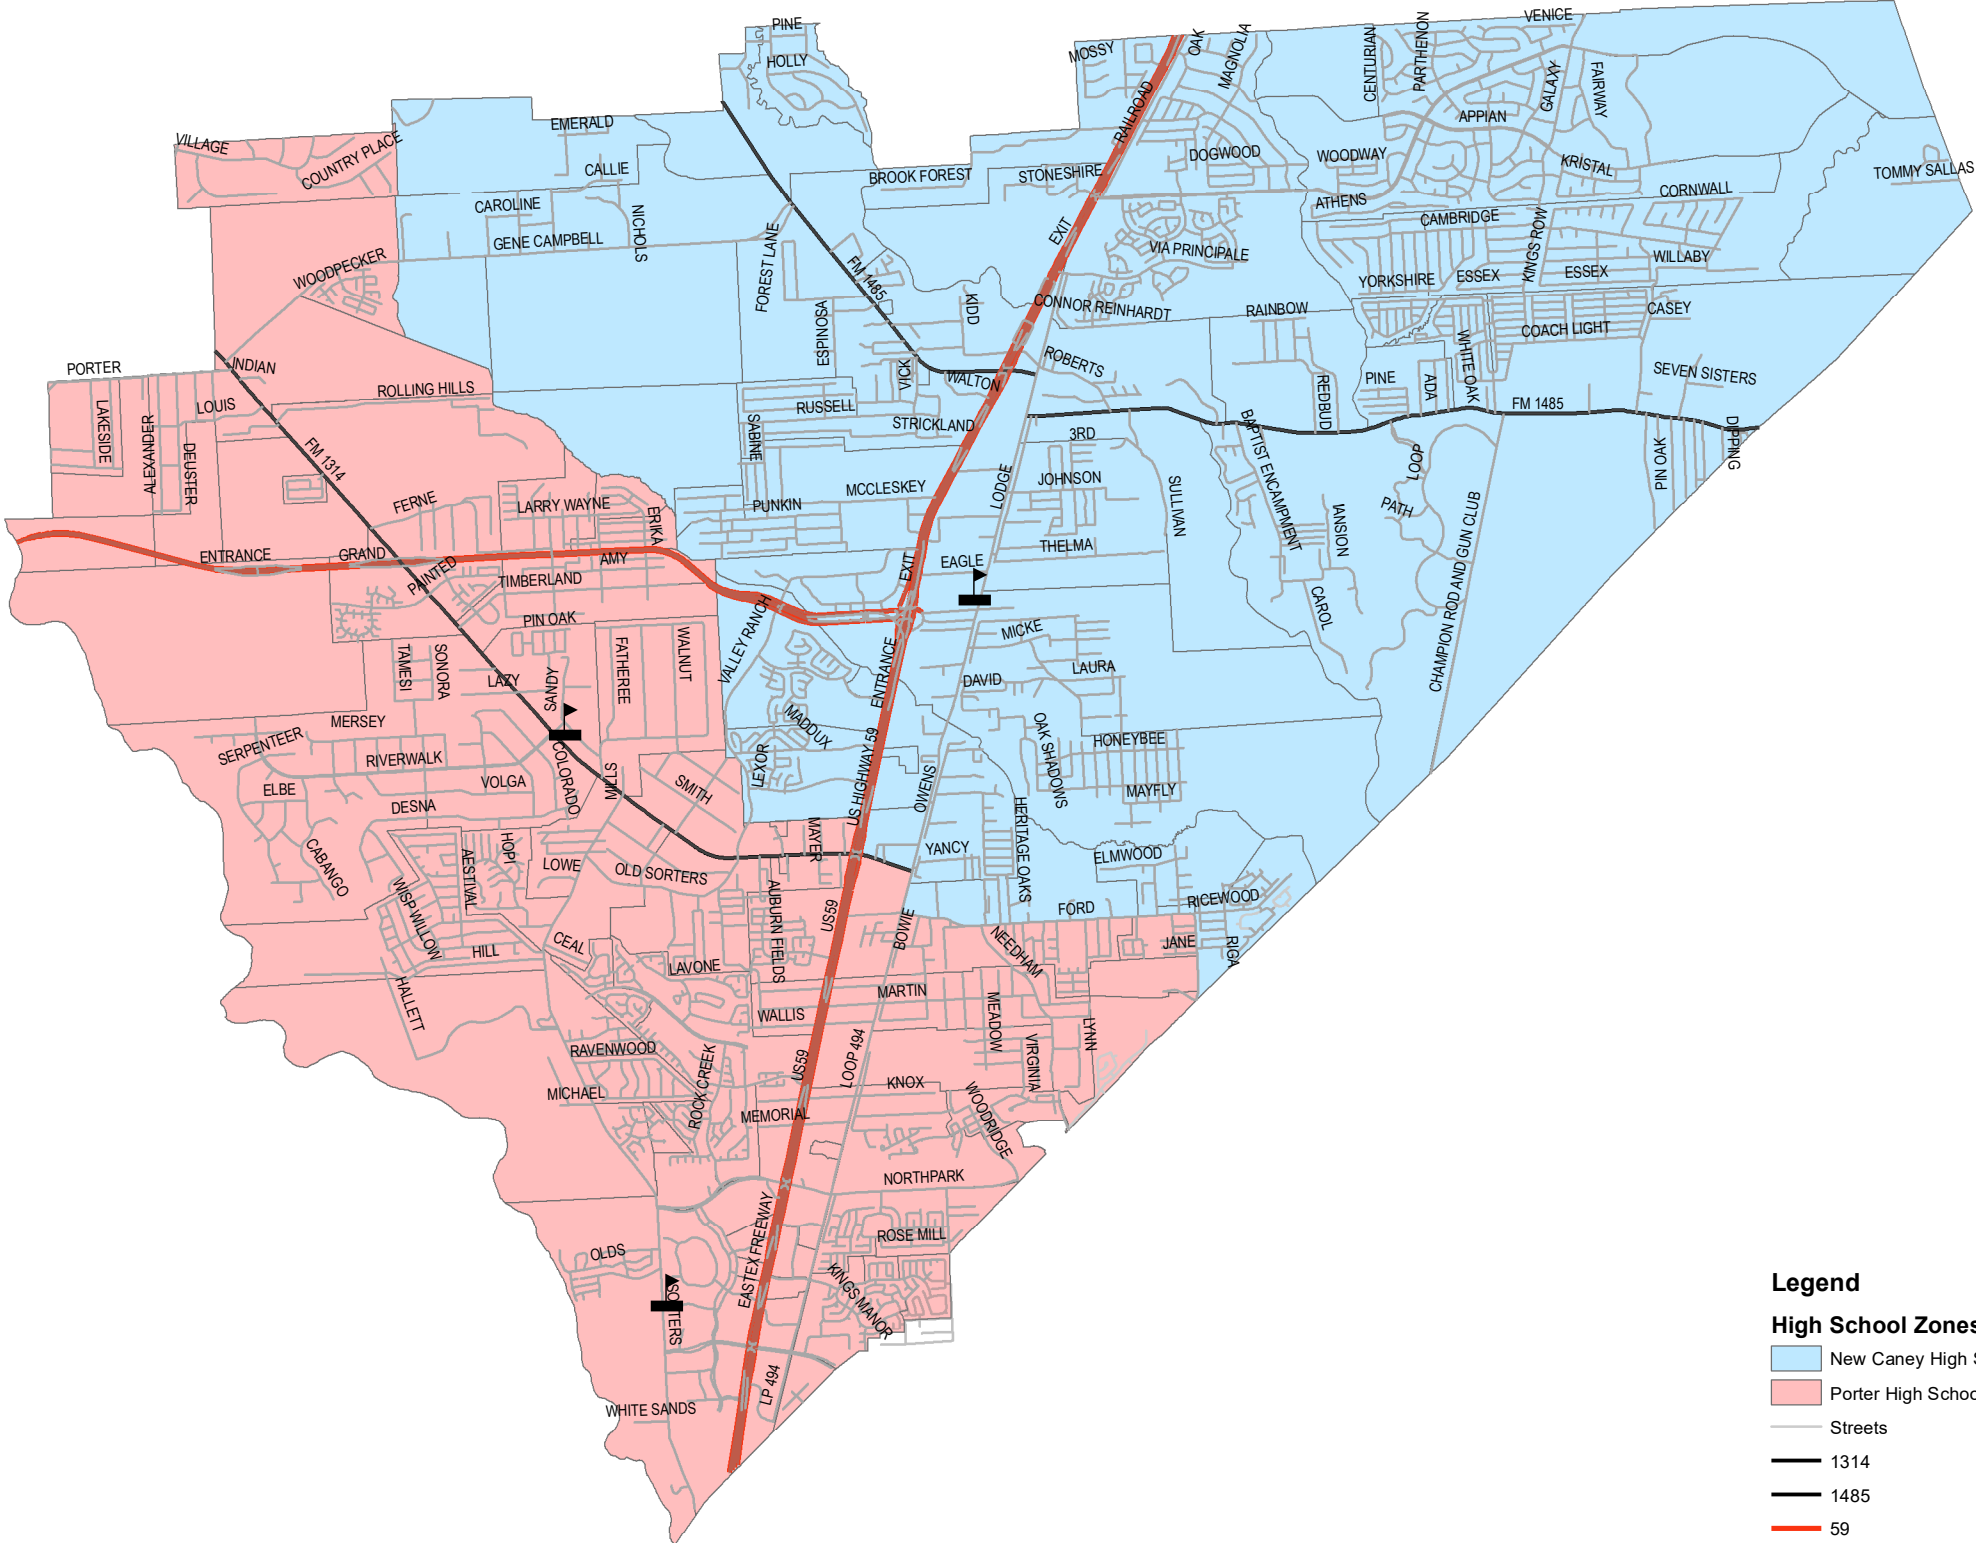 PINE
HOLLY
MOSSY
OAK
MAGNOLIA
CENTURIAN
PARTHENON
VENICE
GALAXY
FAIRWAY
RAILROAD
APPIAN
VILLAGE
COUNTRY PLACE
EMERALD
CALLIE
BROOK FOREST
STONESHIRE
DOGWOOD
WOODWAY
KRISTAL
TOMMY SALLAS
CORNWALL
CAROLINE
NICHOLS
GENE CAMPBELL
ATHENS
CAMBRIDGE
KINGS ROW
EXIT
VIA PRINCIPALE
WOODPECKER
FOREST LANE
FM 1485
YORKSHIRE
ESSEX
ESSEX
WILLABY
KIDD
CONNOR REINHARDT
RAINBOW
CASEY
ESPINOSA
COACH LIGHT
WHITE OAK
PORTER
INDIAN
ROBERTS
VICK
WALTON
ROLLING HILLS
REDBUD
PINE
ADA
SEVEN SISTERS
LAKESIDE
LOUIS
RUSSELL
FM 1485
ALEXANDER
DEUSTER
SABINE
STRICKLAND
3RD
BAPTIST ENCAMPMENT
LOOP
PIN OAK
DIPPING
FM 1314
LODGE
JOHNSON
SULLIVAN
MCCLESKEY
PUNKIN
FERNE
LARRY WAYNE
ERIKA
PATH
IANSION
CHAMPION ROD AND GUN CLUB
ENTRANCE
GRAND
AMY
THELMA
EXIT
EAGLE
PAINTED
TIMBERLAND
PIN OAK
VALLEY RANCH
CAROL
MICKE
TAMESI
SONORA
FATHEREE
WALNUT
ENTRANCE
LAZY
SANDY
DAVID
LAURA
MERSEY
SERPENTEER
MADDUX
OAK SHADOWS
HONEYBEE
RIVERWALK
COLORADO
LEXOR
US HIGHWAY 59
ELBE
VOLGA
MILLS
SMITH
OWENS
MAYFLY
DESNA
MAYER
HERITAGE OAKS
CABANGO
AESTIVAL
HOPI
LOWE
OLD SORTERS
YANCY
ELMWOOD
WISP WILLOW
AUBURN FIELDS
US59
BOWIE
FORD
RICEWOOD
HILL
CEAL
NEEDHAM
JANE
RIGA
LAVONE
HALLETT
MARTIN
WALLIS
MEADOW
LYNN
RAVENWOOD
ROCK CREEK
US59
LOOP 494
VIRGINIA
MICHAEL
KNOX
MEMORIAL
WOODRIDGE
NORTHPARK
EASTEX FREEWAY
OLDS
ROSE MILL
KINGS MANOR
WHITE SANDS
LP 494
Legend
High School Zones
New Caney High S
Porter High Schoo
Streets
1314
1485
59